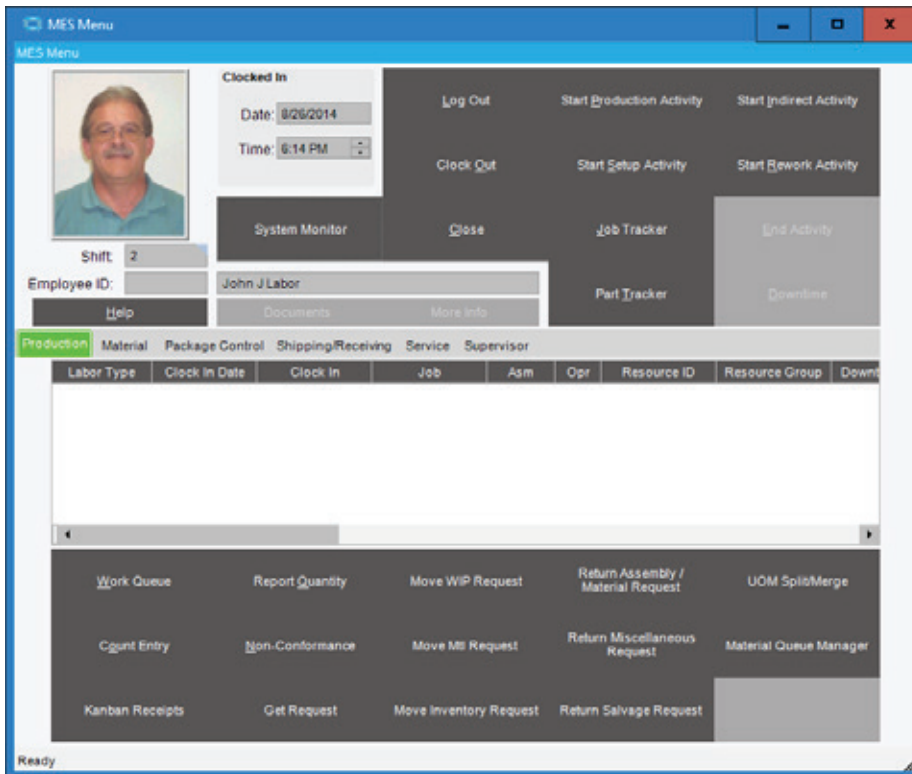 MES Menu
MES Menu
Clocked In
Date: 8/26/2014
Time: 6:14 PM
Shift: 2
Employee ID:
John J Labor
Help
System Monitor
Documents
More Info
Log Out
Start Production Activity
Start Indirect Activity
Clock Out
Start Setup Activity
Start Rework Activity
Close
Job Tracker
End Activity
Part Tracker
Downtime
Production Material Package Control Shipping/Receiving Service Supervisor
Labor Type Clock In Date Clock In Job Asm Opr Resource ID Resource Group Downt
Work Queue
Report Quantity
Move WIP Request
Return Assembly /
Material Request
UOM Split/Merge
Count Entry
Non-Conformance
Move Mtl Request
Return Miscellaneous
Request
Material Queue Manager
Kanban Receipts
Get Request
Move Inventory Request
Return Salvage Request
Ready